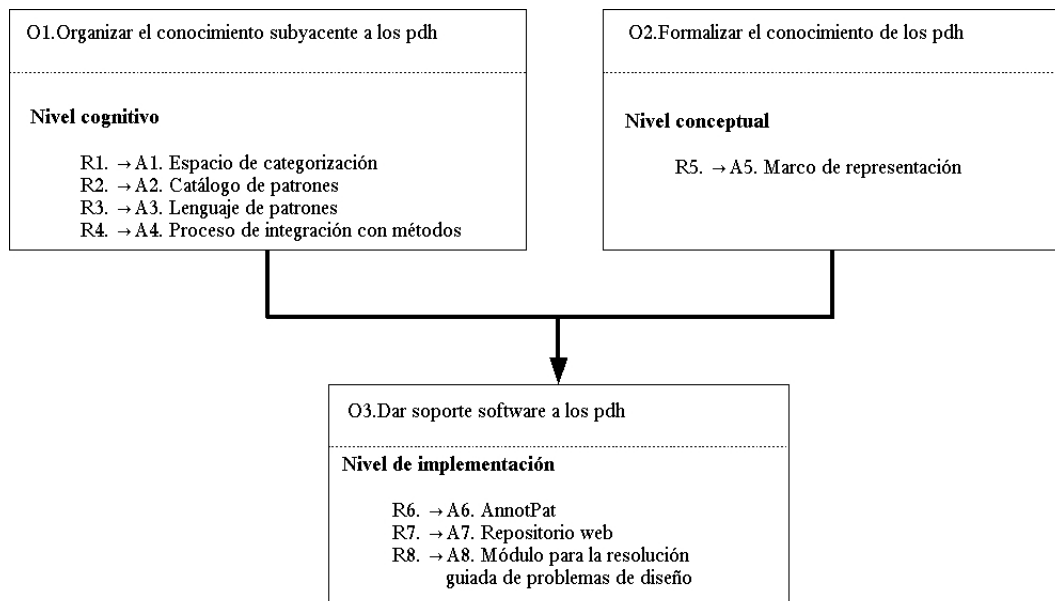 O1.Organizar el conocimiento subyacente a los pdh
Nivel cognitivo
R1. → A1. Espacio de categorización
R2. → A2. Catálogo de patrones
R3. → A3. Lenguaje de patrones
R4. → A4. Proceso de integración con métodos
O2.Formalizar el conocimiento de los pdh
Nivel conceptual
R5. → A5. Marco de representación
O3.Dar soporte software a los pdh
Nivel de implementación
R6. → A6. AnnotPat
R7. → A7. Repositorio web
R8. → A8. Módulo para la resolución
guiada de problemas de diseño